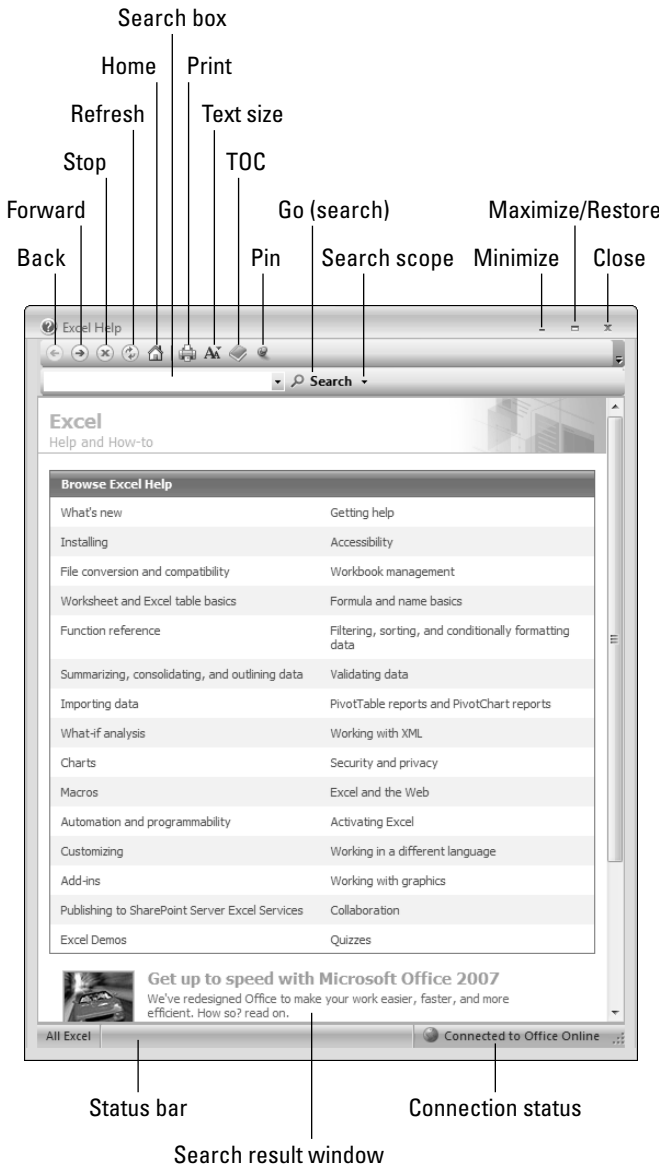 Search box
Home Print
Refresh Text size
Stop TOC
Forward Go (search) Maximize/Restore
Back Pin Search scope Minimize Close
Excel Help
Search
Excel
Help and How-to
Browse Excel Help
What's new Getting help
Installing Accessibility
File conversion and compatibility Workbook management
Worksheet and Excel table basics Formula and name basics
Function reference Filtering, sorting, and conditionally formatting
data
Summarizing, consolidating, and outlining data Validating data
Importing data PivotTable reports and PivotChart reports
What-if analysis Working with XML
Charts Security and privacy
Macros Excel and the Web
Automation and programmability Activating Excel
Customizing Working in a different language
Add-ins Working with graphics
Publishing to SharePoint Server Excel Services Collaboration
Excel Demos Quizzes
Get up to speed with Microsoft Office 2007
We've redesigned Office to make your work easier, faster, and more
efficient. How so? read on.
All Excel Connected to Office Online
Status bar Connection status
Search result window